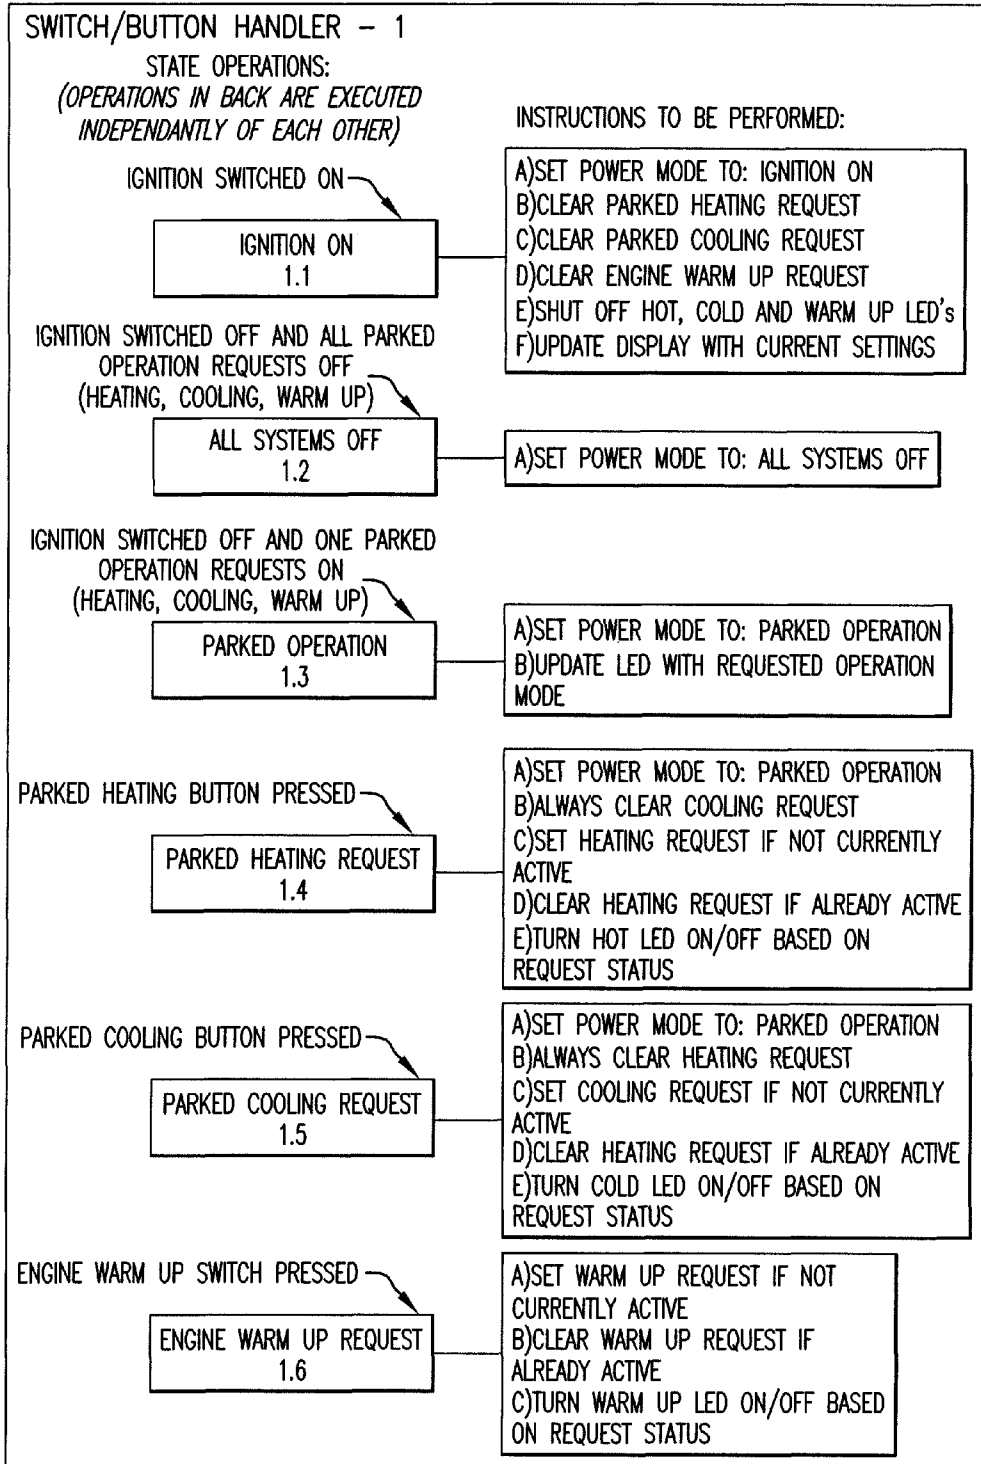 SWITCH/BUTTON HANDLER – 1
STATE OPERATIONS:
(OPERATIONS IN BACK ARE EXECUTED
INDEPENDANTLY OF EACH OTHER)
INSTRUCTIONS TO BE PERFORMED:
IGNITION SWITCHED ON
IGNITION ON
1.1
A)SET POWER MODE TO: IGNITION ON
B)CLEAR PARKED HEATING REQUEST
C)CLEAR PARKED COOLING REQUEST
D)CLEAR ENGINE WARM UP REQUEST
E)SHUT OFF HOT, COLD AND WARM UP LED's
F)UPDATE DISPLAY WITH CURRENT SETTINGS
IGNITION SWITCHED OFF AND ALL PARKED
OPERATION REQUESTS OFF
(HEATING, COOLING, WARM UP)
ALL SYSTEMS OFF
1.2
A)SET POWER MODE TO: ALL SYSTEMS OFF
IGNITION SWITCHED OFF AND ONE PARKED
OPERATION REQUESTS ON
(HEATING, COOLING, WARM UP)
PARKED OPERATION
1.3
A)SET POWER MODE TO: PARKED OPERATION
B)UPDATE LED WITH REQUESTED OPERATION
MODE
PARKED HEATING BUTTON PRESSED
PARKED HEATING REQUEST
1.4
A)SET POWER MODE TO: PARKED OPERATION
B)ALWAYS CLEAR COOLING REQUEST
C)SET HEATING REQUEST IF NOT CURRENTLY
ACTIVE
D)CLEAR HEATING REQUEST IF ALREADY ACTIVE
E)TURN HOT LED ON/OFF BASED ON
REQUEST STATUS
PARKED COOLING BUTTON PRESSED
PARKED COOLING REQUEST
1.5
A)SET POWER MODE TO: PARKED OPERATION
B)ALWAYS CLEAR HEATING REQUEST
C)SET COOLING REQUEST IF NOT CURRENTLY
ACTIVE
D)CLEAR HEATING REQUEST IF ALREADY ACTIVE
E)TURN COLD LED ON/OFF BASED ON
REQUEST STATUS
ENGINE WARM UP SWITCH PRESSED
ENGINE WARM UP REQUEST
1.6
A)SET WARM UP REQUEST IF NOT
CURRENTLY ACTIVE
B)CLEAR WARM UP REQUEST IF
ALREADY ACTIVE
C)TURN WARM UP LED ON/OFF BASED
ON REQUEST STATUS